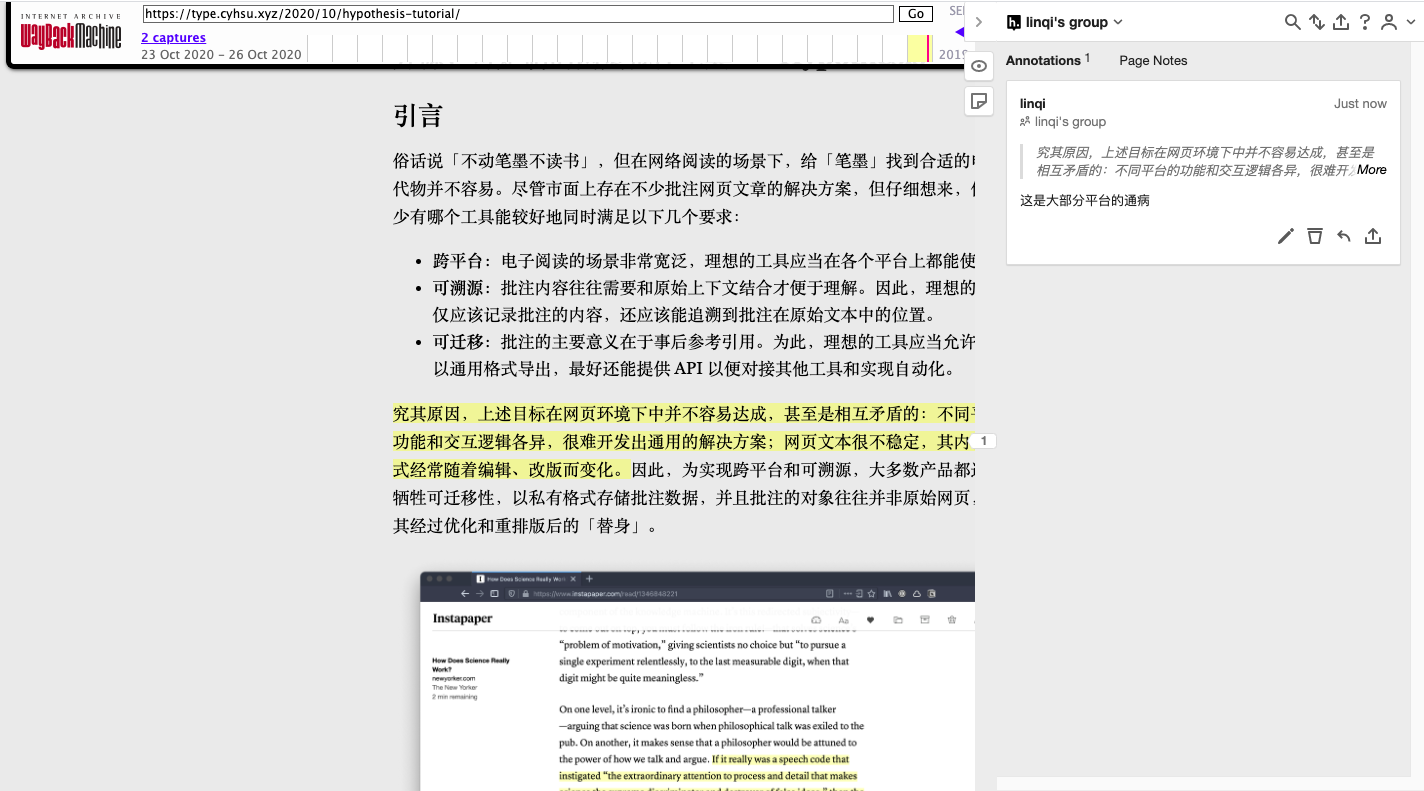 INTERNET ARCHIVE
WayBackMachine
https://type.cyhsu.xyz/2020/10/hypothesis-tutorial/
Go
2 captures
23 Oct 2020 – 26 Oct 2020
2019
引言
俗话说「不动笔墨不读书」，但在网络阅读的场景下，给「笔墨」找到合适的
代物并不容易。尽管市面上存在不少批注网页文章的解决方案，但仔细想来，
少有哪个工具能较好地同时满足以下几个要求：
• 跨平台：电子阅读的场景非常宽泛，理想的工具应当在各个平台上都能使
• 可溯源：批注内容往往需要和原始上下文结合才便于理解。因此，理想的
仅应该记录批注的内容，还应该能追溯到批注在原始文本中的位置。
• 可迁移：批注的主要意义在于事后参考引用。为此，理想的工具应当允许
以通用格式导出，最好还能提供 API 以便对接其他工具和实现自动化。
究其原因，上述目标在网页环境下中并不容易达成，甚至是相互矛盾的：不同
功能和交互逻辑各异，很难开发出通用的解决方案；网页文本很不稳定，其内
1
式经常随着编辑、改版而变化。因此，为实现跨平台和可溯源，大多数产品都
牺牲可迁移性，以私有格式存储批注数据，并且批注的对象往往并非原始网页，
其经过优化和重排版后的「替身」。
How Does Science Really Wor
https://www.instapaper.com/read/1346848221
Instapaper
Aa
"problem of motivation," giving scientists no choice but "to pursue a
single experiment relentlessly, to the last measurable digit, when that
digit might be quite meaningless."
How Does Science Really
Work?
newyorker.com
The New Yorker
2 min remaining
On one level, it's ironic to find a philosopher—a professional talker
—arguing that science was born when philosophical talk was exiled to the
pub. On another, it makes sense that a philosopher would be attuned to
the power of how we talk and argue. If it really was a speech code that
instigated "the extraordinary attention to process and detail that makes
h.
linqi's group
Annotations 1
Page Notes
linqi
Just now
linqi's group
究其原因，上述目标在网页环境下中并不容易达成，甚至是
相互矛盾的：不同平台的功能和交互逻辑各异，很难开发
More
这是大部分平台的通病